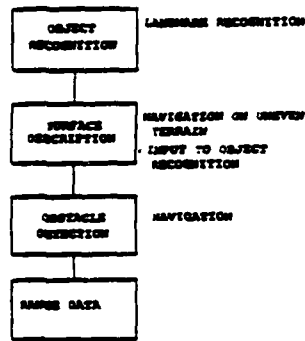 OBJECT
RECOGNITION
LANDMARK RECOGNITION
SURFACE
DESCRIPTION
NAVIGATION ON UNEVEN
TERRAIN
· INPUT TO OBJECT
RECOGNITION
OBSTACLE
DETECTION
NAVIGATION
RANGE DATA